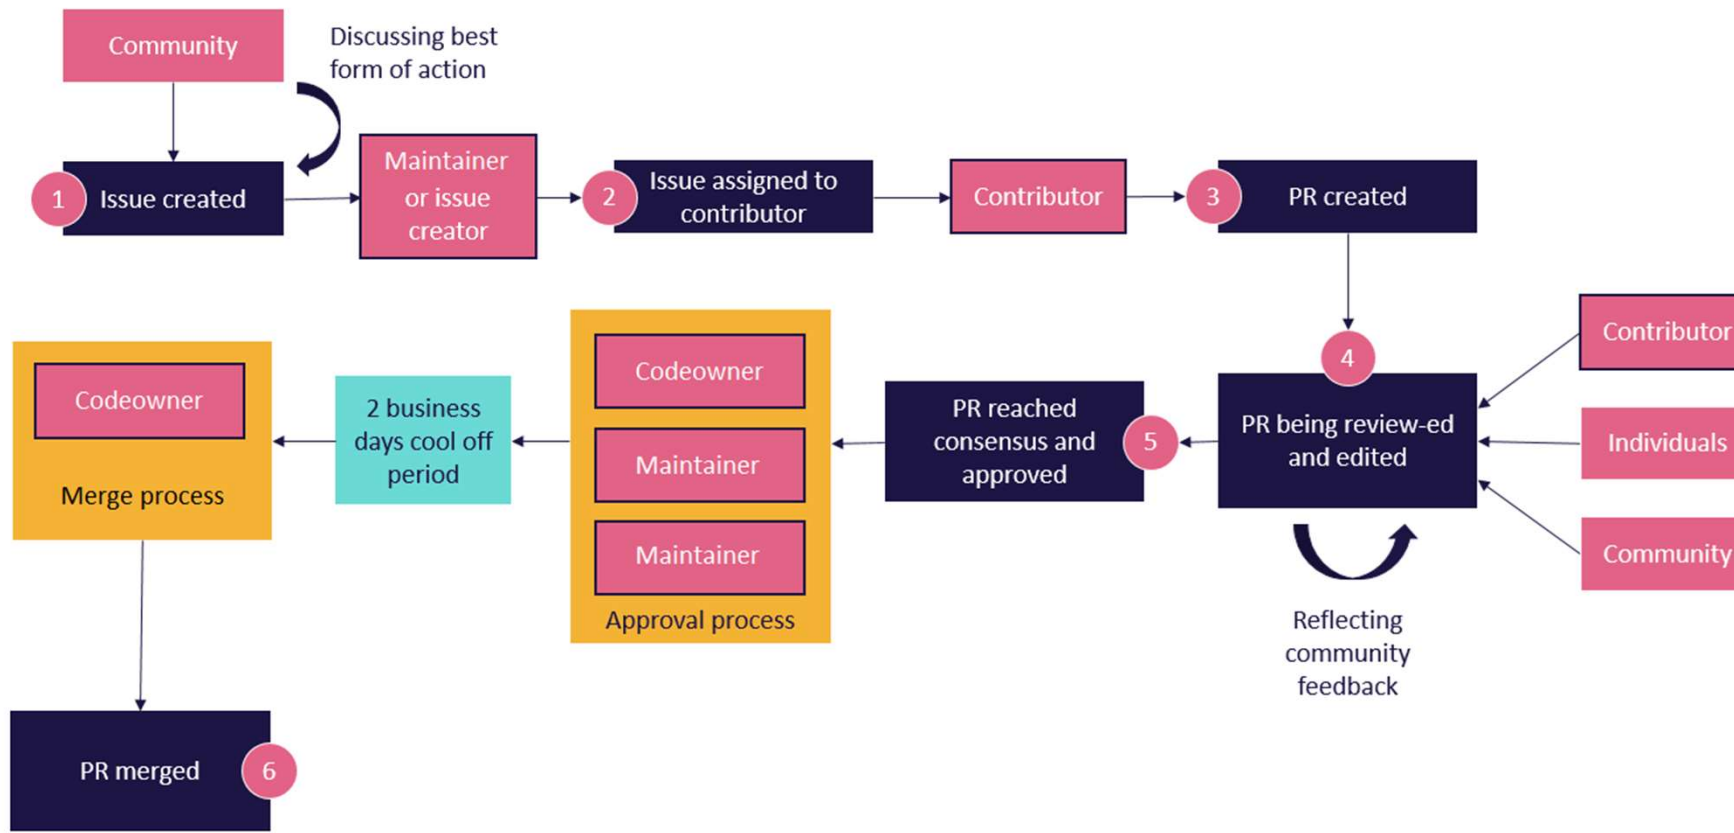 Community
Discussing best
form of action
1
Issue created
Maintainer
or issue
creator
2
Issue assigned to
contributor
Contributor
3
PR created
4
PR being review-ed
and edited
Contributor
Individuals
Community
Reflecting
community
feedback
5
PR reached
consensus and
approved
Codeowner
Maintainer
Maintainer
Approval process
2 business
days cool off
period
Codeowner
Merge process
PR merged
6